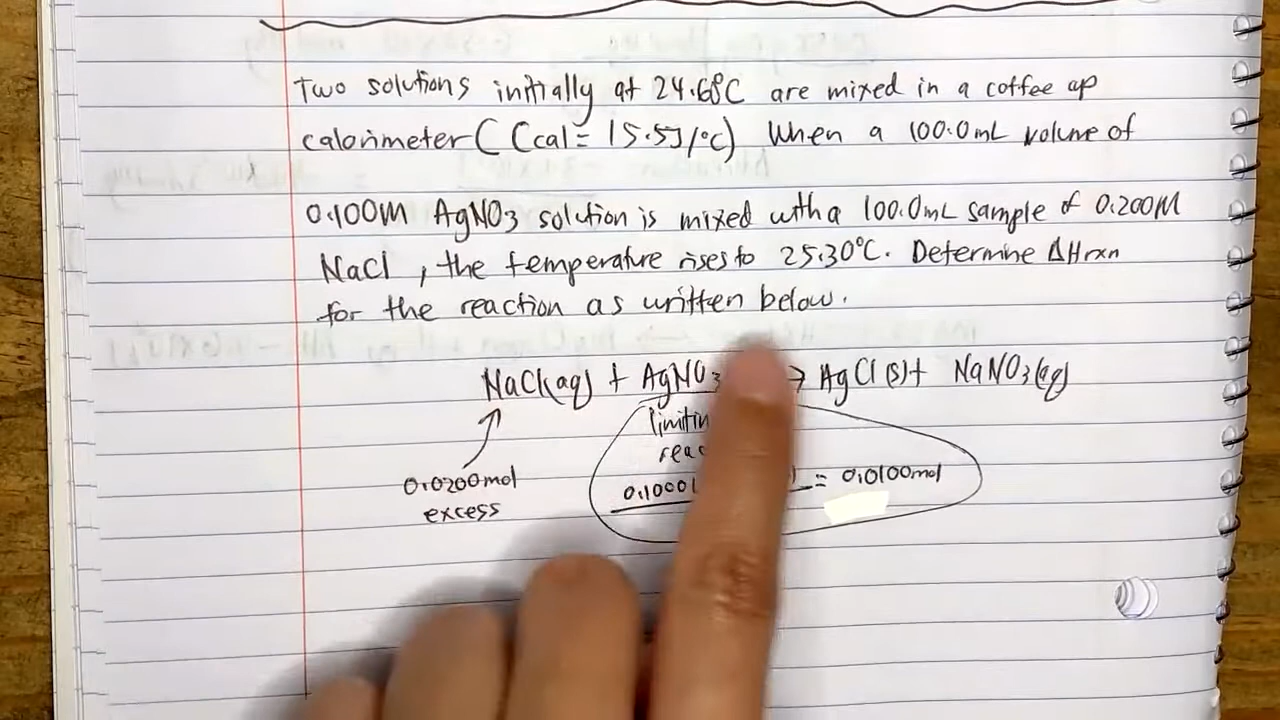 Two solutions initially at 24.68°C are mixed in a coffee cup
calorimeter (Ccal = 15.5J/°C) When a 100.0mL volume of
0.100M AgNO3 solution is mixed with a 100.0mL sample of 0.200M
NaCl, the temperature rises to 25.30°C. Determine ΔHrxn
for the reaction as written below.
NaCl(aq) + AgNO3 → AgCl(s) + NaNO3(aq)
0.0200mol
excess
0.1000 = 0.0100mol